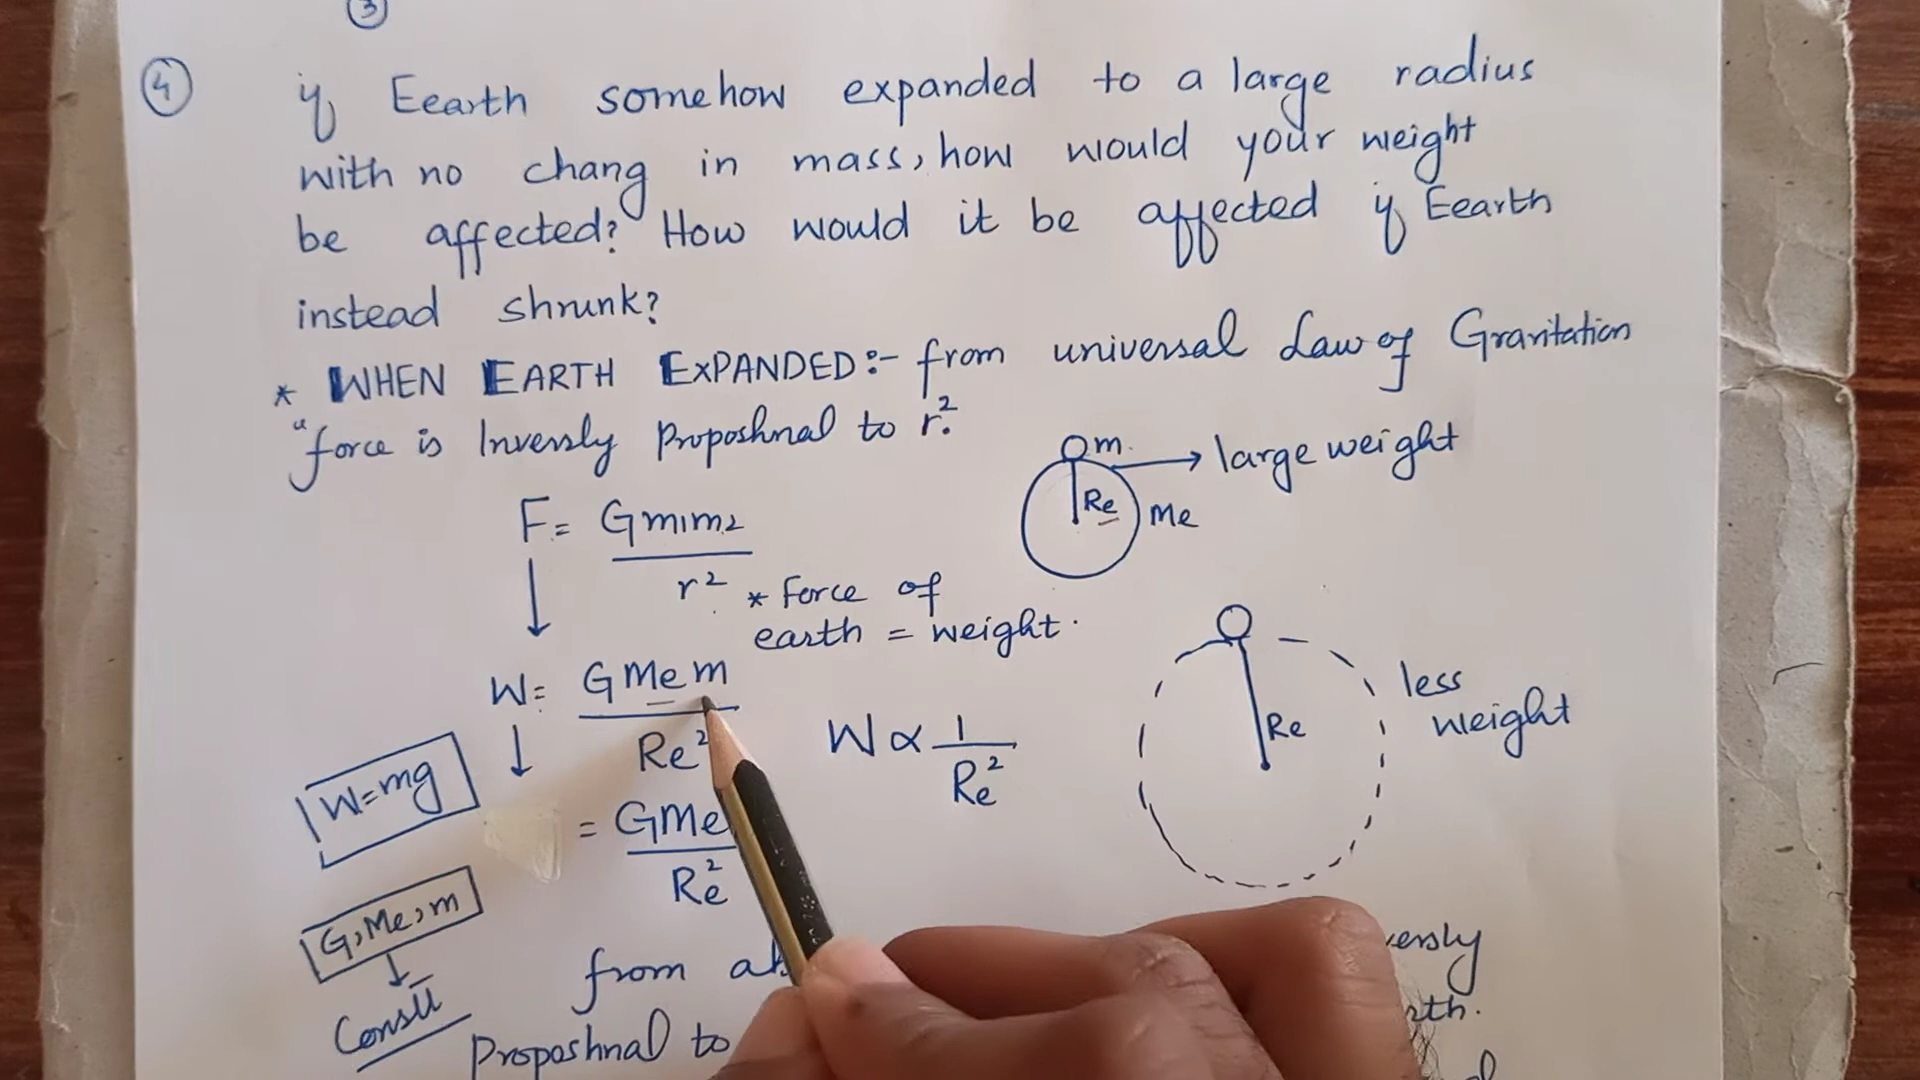 3
4
if Eearth somehow expanded to a large radius
with no chang in mass, how would your weight
be affected? How would it be affected if Eearth
instead shrunk?
* WHEN EARTH EXPANDED:- from universal Law of Gravitation
"force is Inversly Proposhnal to r².
m.
→ large weight
Re
Me
F = Gm1m2
r²
* Force of
earth = weight.
W = GMem
Re²
W ∝ 1
Re²
less
weight
Re
W=mg
= GMe
Re²
G, Me, m
from
Proposhnal to